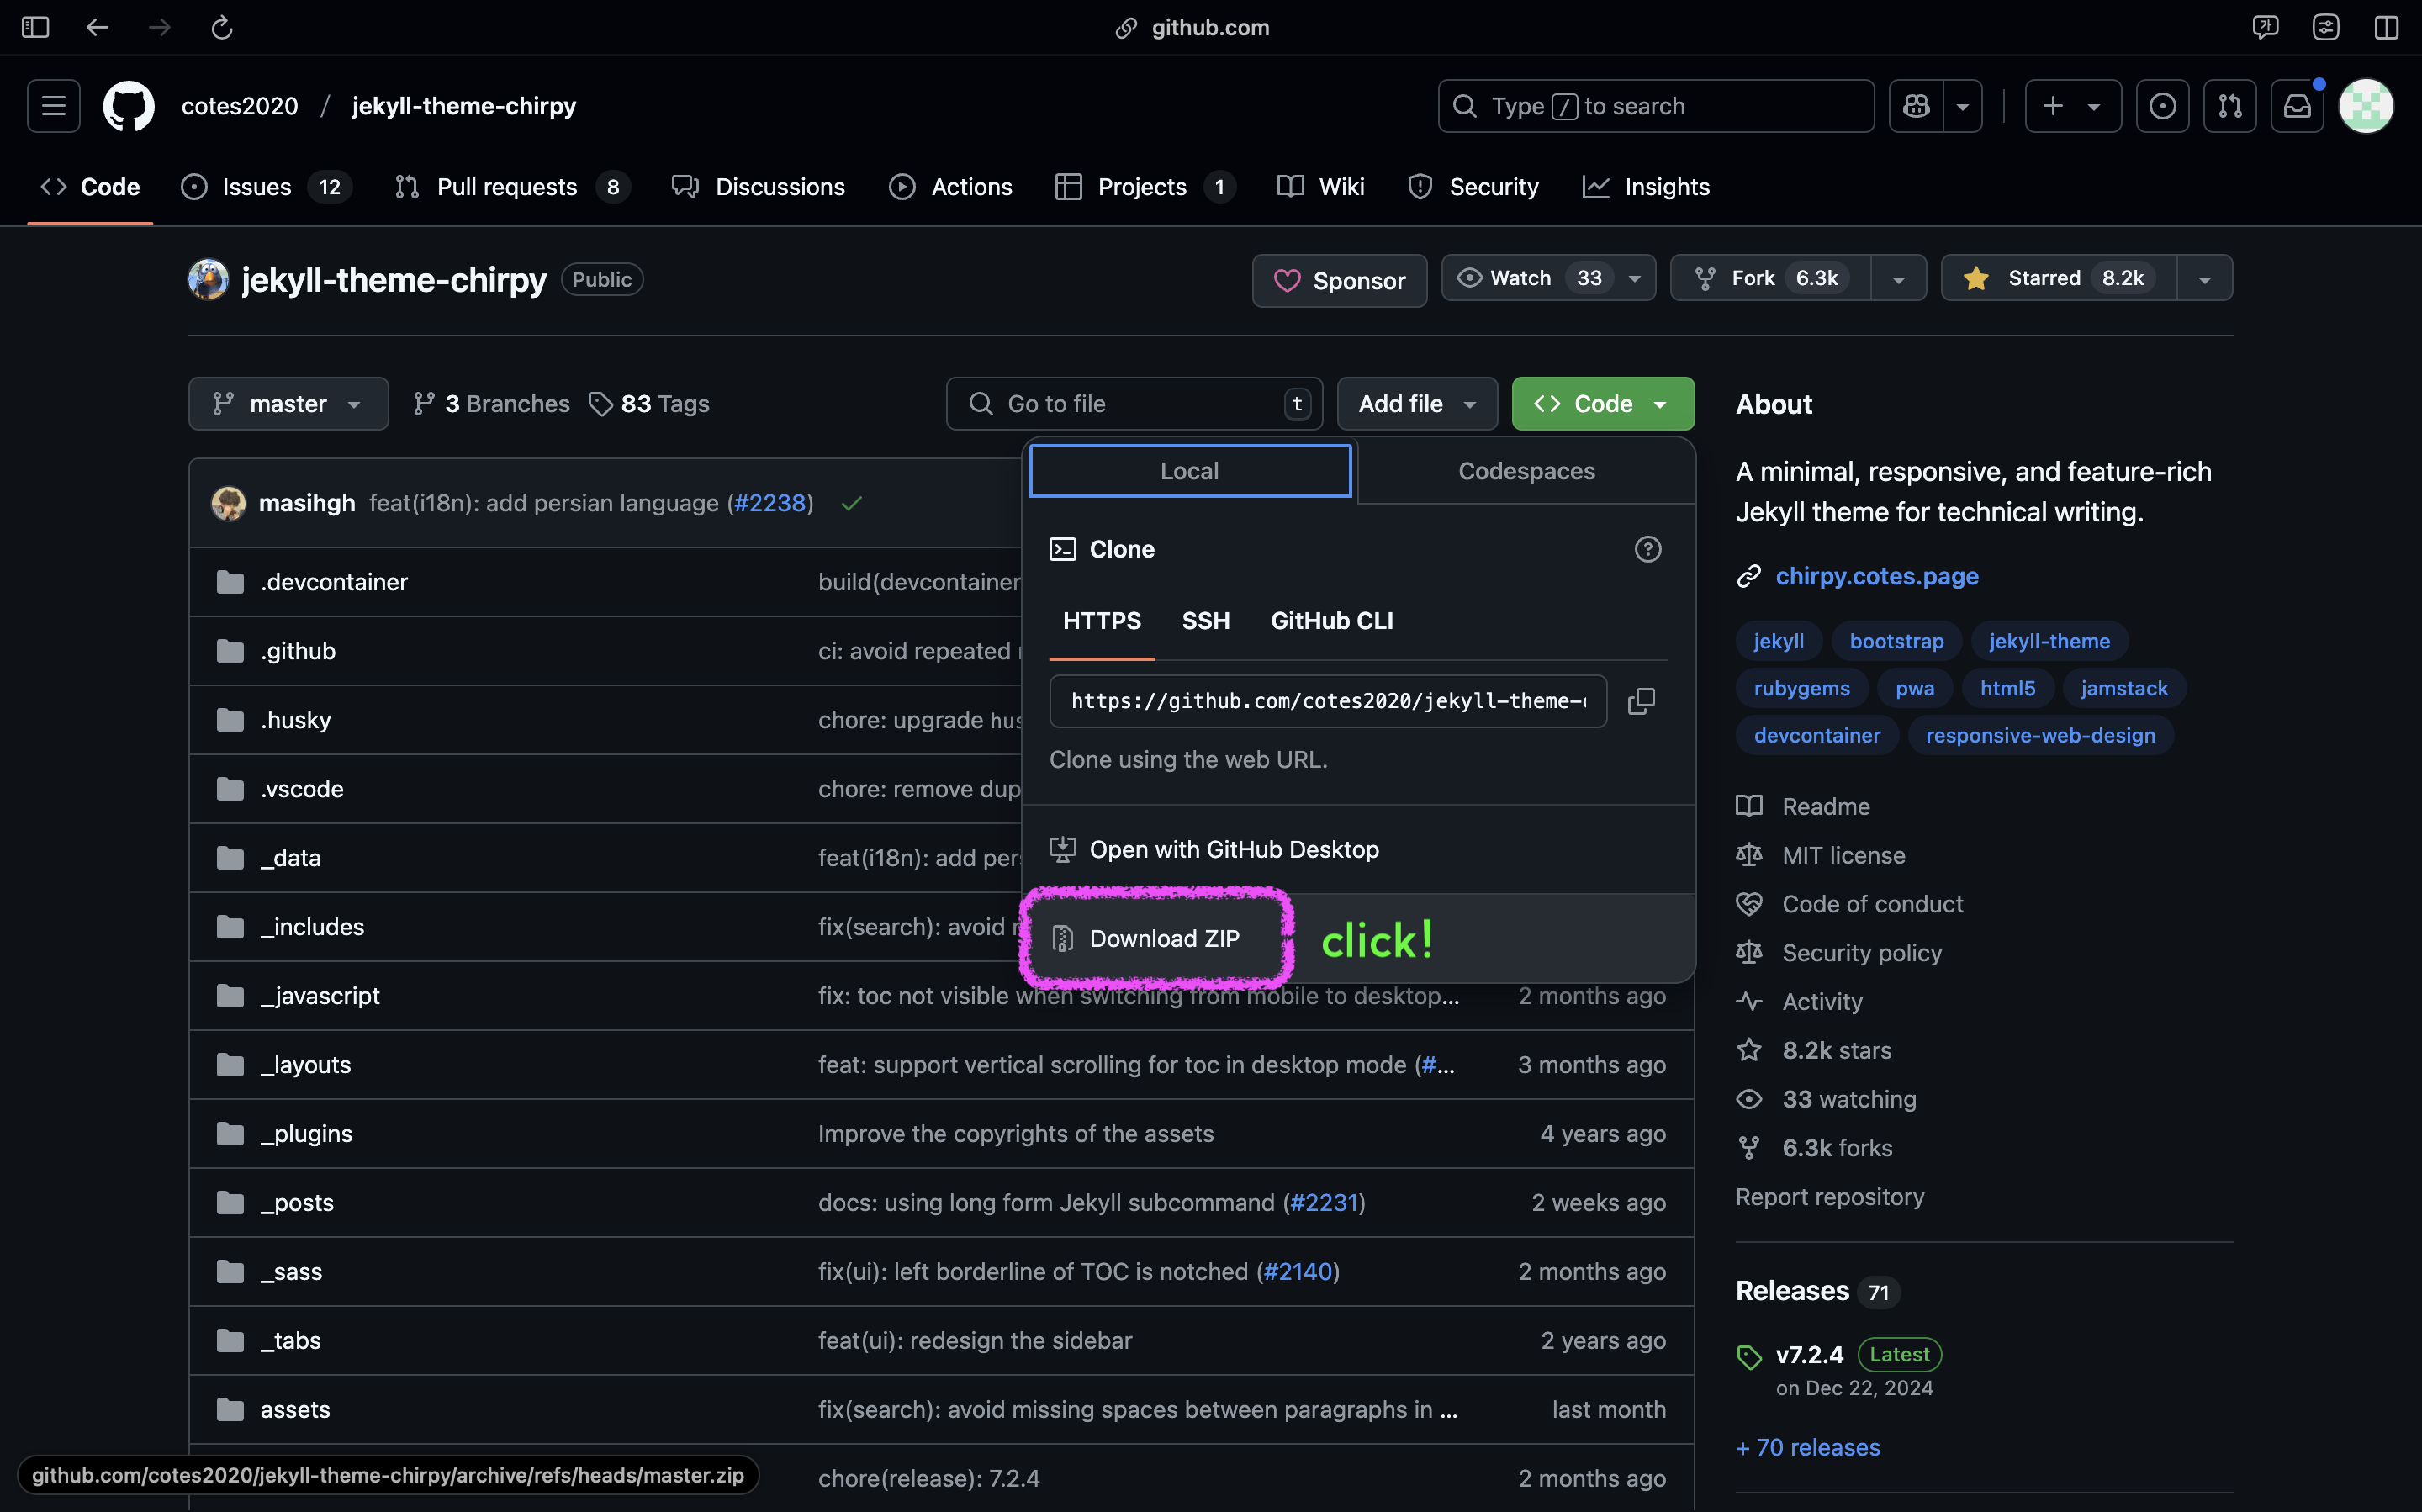 github.com
cotes2020 / jekyll-theme-chirpy
Type / to search
Code
Issues 12
Pull requests 8
Discussions
Actions
Projects 1
Wiki
Security
Insights
jekyll-theme-chirpy Public
Sponsor
Watch 33
Fork 6.3k
Starred 8.2k
master
3 Branches
83 Tags
Go to file t
Add file
<> Code
Local
Codespaces
Clone
HTTPS SSH GitHub CLI
https://github.com/cotes2020/jekyll-theme-
Clone using the web URL.
Open with GitHub Desktop
Download ZIP click!
masihgh feat(i18n): add persian language (#2238)
.devcontainer build(devcontainer
.github ci: avoid repeated
.husky chore: upgrade hus
.vscode chore: remove dup
_data feat(i18n): add per
_includes fix(search): avoid
_javascript fix: toc not visible when switching from mobile to desktop... 2 months ago
_layouts feat: support vertical scrolling for toc in desktop mode (#... 3 months ago
_plugins Improve the copyrights of the assets 4 years ago
_posts docs: using long form Jekyll subcommand (#2231) 2 weeks ago
_sass fix(ui): left borderline of TOC is notched (#2140) 2 months ago
_tabs feat(ui): redesign the sidebar 2 years ago
assets fix(search): avoid missing spaces between paragraphs in ... last month
chore(release): 7.2.4 2 months ago
github.com/cotes2020/jekyll-theme-chirpy/archive/refs/heads/master.zip
About
A minimal, responsive, and feature-rich
Jekyll theme for technical writing.
chirpy.cotes.page
jekyll bootstrap jekyll-theme
rubygems pwa html5 jamstack
devcontainer responsive-web-design
Readme
MIT license
Code of conduct
Security policy
Activity
8.2k stars
33 watching
6.3k forks
Report repository
Releases 71
v7.2.4 Latest
on Dec 22, 2024
+ 70 releases